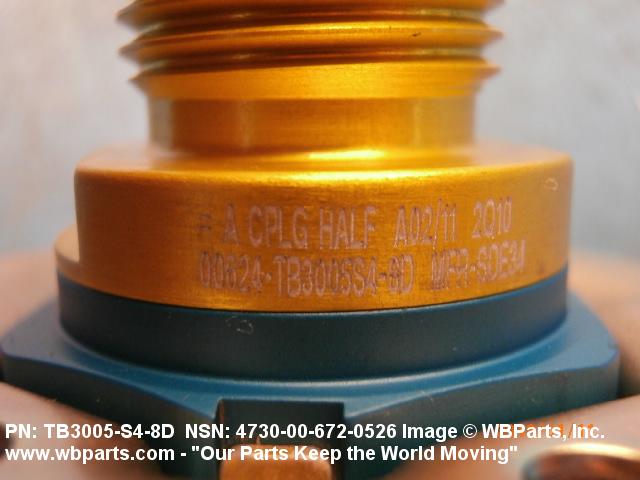 A CPLG HALF A02/11 2Q10
00624-TB3005S4-8D MFR-SDE34
PN: TB3005-S4-8D NSN: 4730-00-672-0526 Image © WBParts, Inc.
www.wbparts.com - "Our Parts Keep the World Moving"